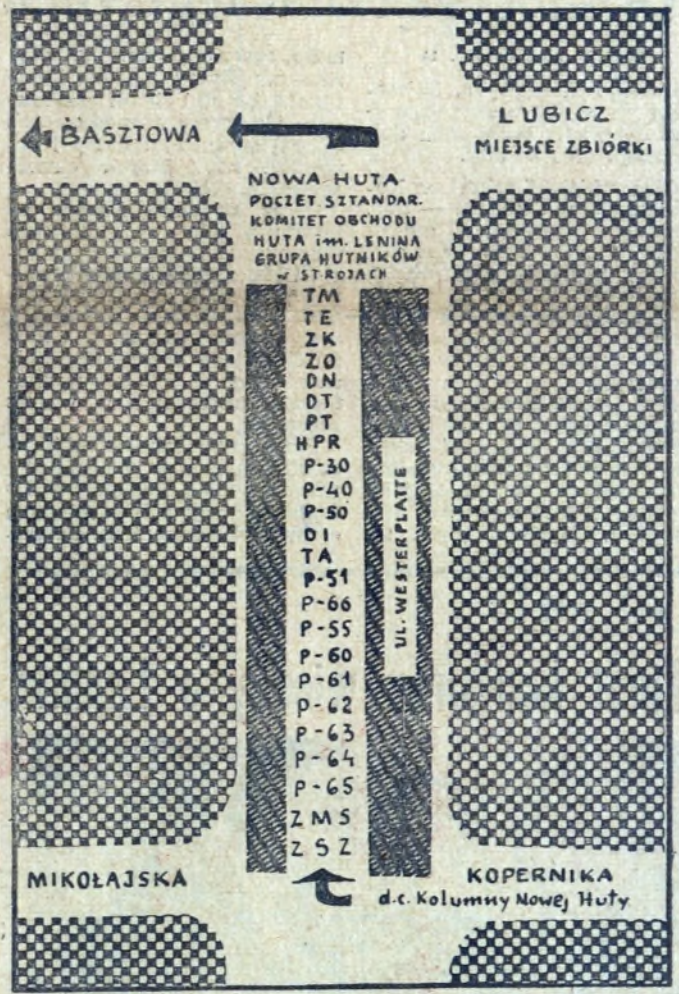 BASZTOWA
LUBICZ
MIEJSCE ZBIÓRKI
NOWA HUTA
POCZET SZTANDAR.
KOMITET OBCHODU
HUTA im. LENINA
GRUPA HUTNIKÓW
w STROJACH
TM
TE
ZK
ZO
DN
DT
PT
HPR
P-30
P-40
P-50
DI
TA
P-51
P-66
P-55
P-60
P-61
P-62
P-63
P-64
P-65
ZMS
ZSZ
UL. WESTERPLATTE
MIKOŁAJSKA
KOPERNIKA
d.c. Kolumny Nowej Huty